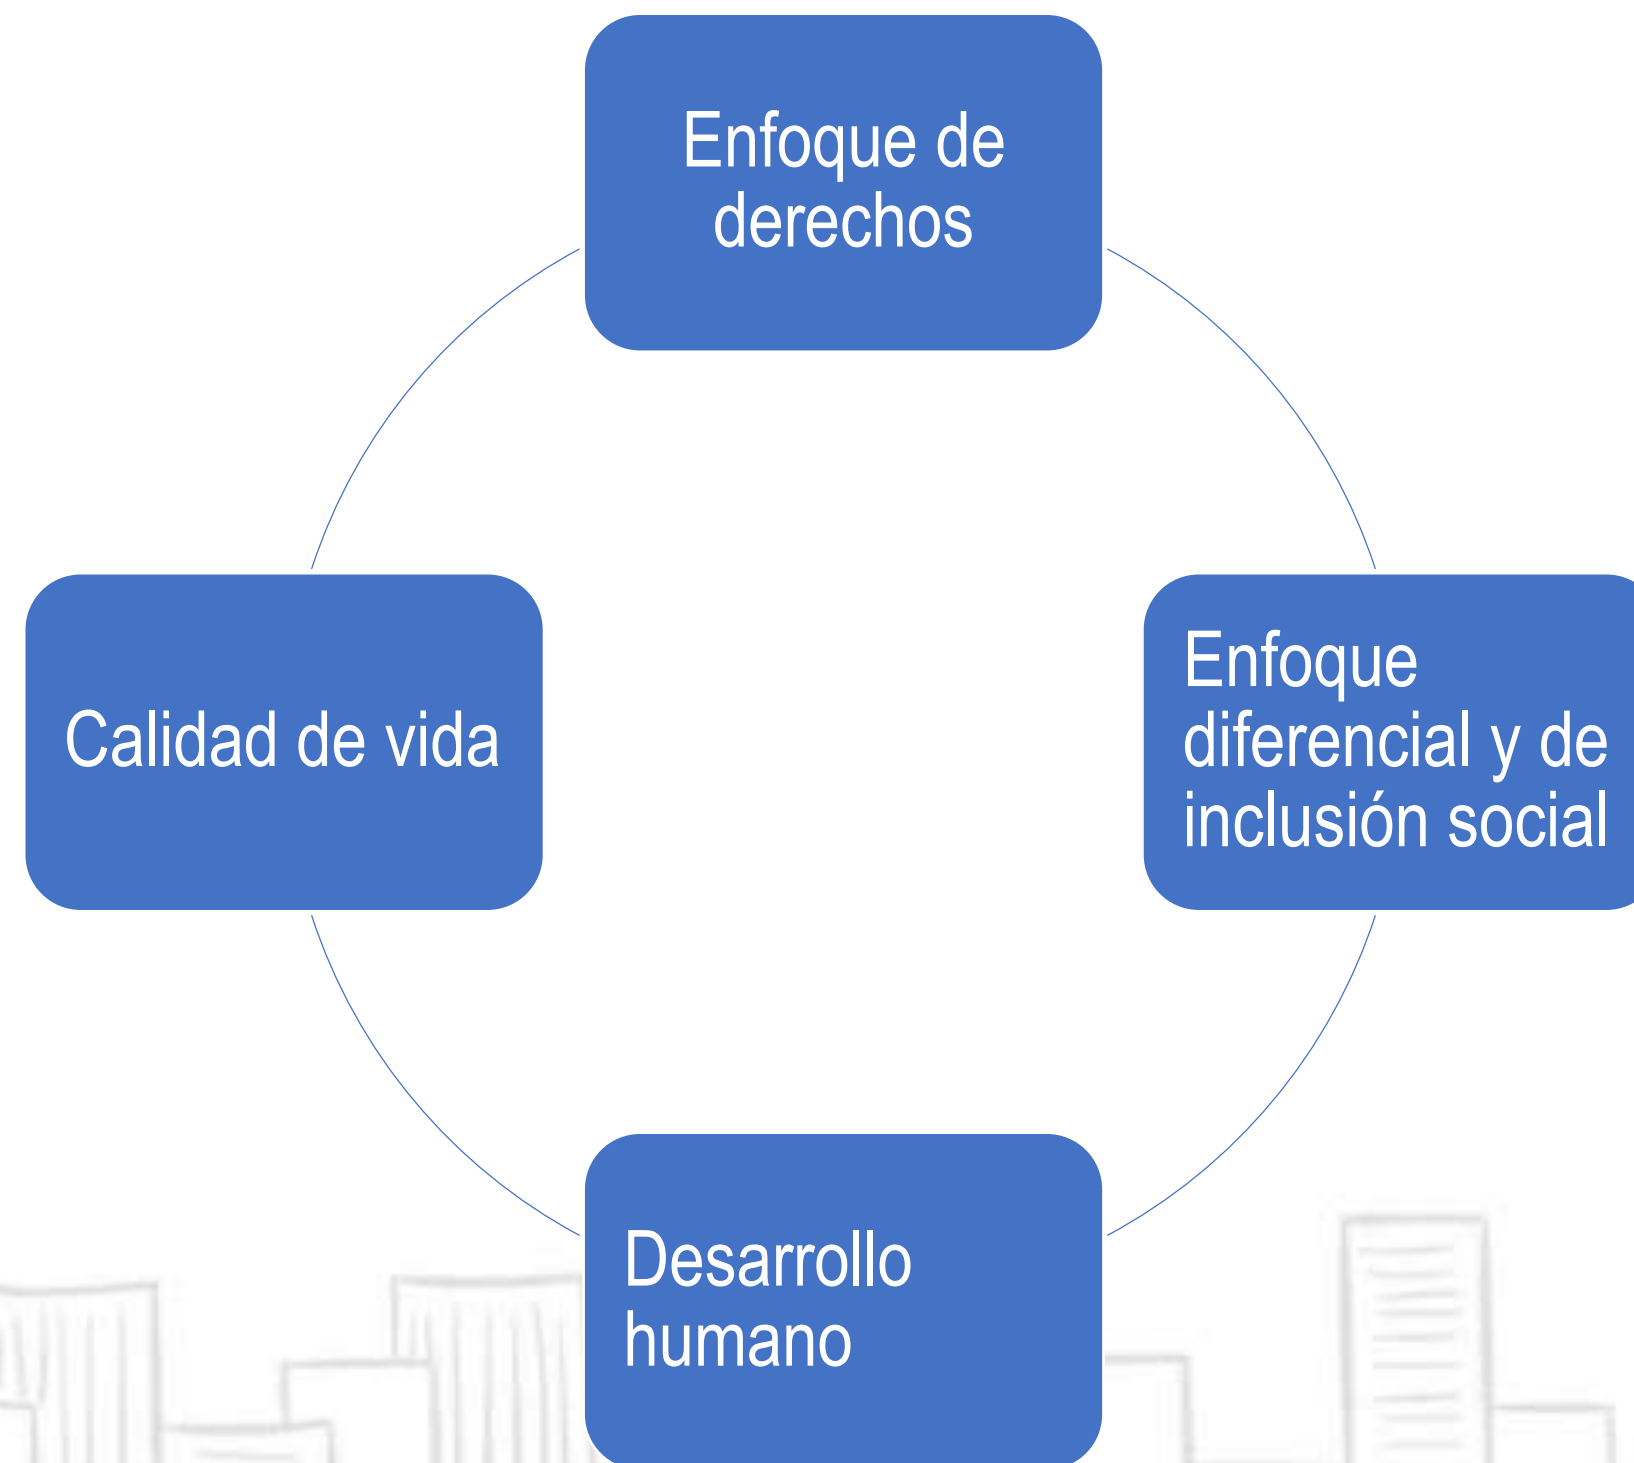 Enfoque de
derechos
Calidad de vida
Enfoque
diferencial y de
inclusión social
Desarrollo
humano